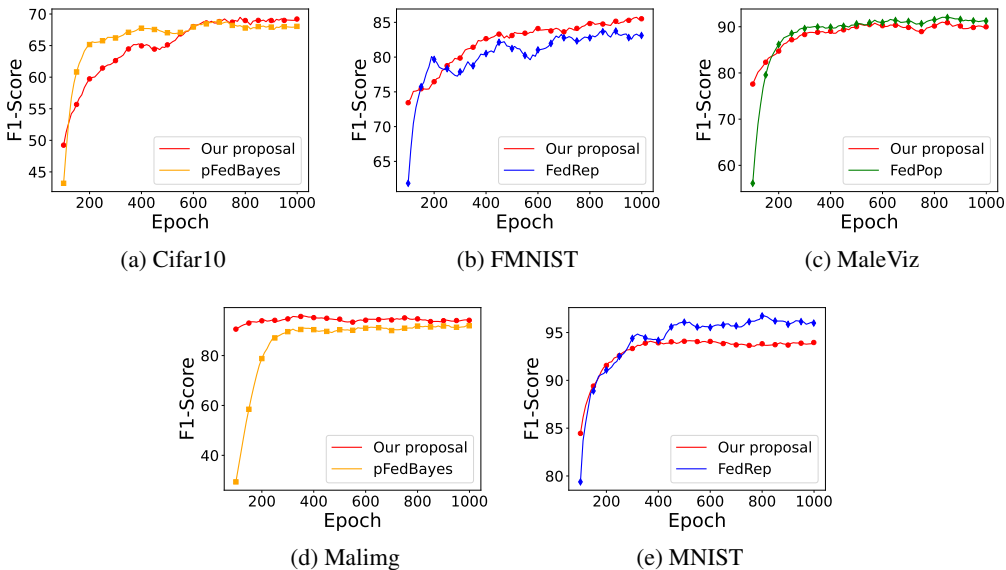 70
65
60
55
50
45
F1-Score
Our proposal
pFedBayes
200 400 600 800 1000
Epoch
(a) Cifar10
85
80
75
70
65
F1-Score
Our proposal
FedRep
200 400 600 800 1000
Epoch
(b) FMNIST
90
80
70
60
F1-Score
Our proposal
FedPop
200 400 600 800 1000
Epoch
(c) MaleViz
80
60
40
F1-Score
Our proposal
pFedBayes
200 400 600 800 1000
Epoch
(d) Malimg
95
90
85
80
F1-Score
Our proposal
FedRep
200 400 600 800 1000
Epoch
(e) MNIST